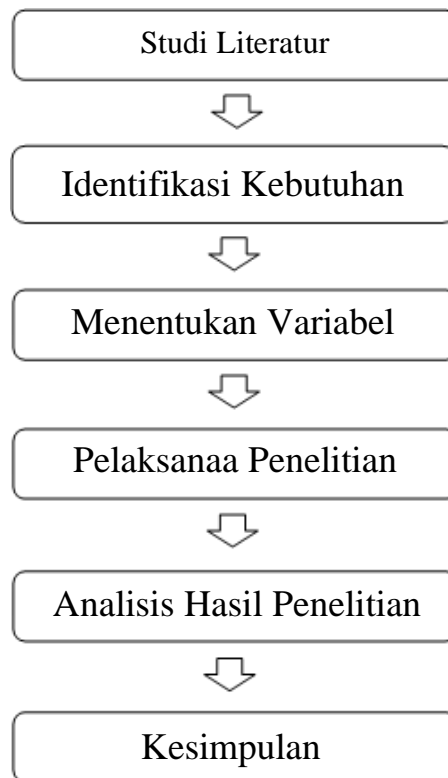 Studi Literatur
Identifikasi Kebutuhan
Menentukan Variabel
Pelaksanaa Penelitian
Analisis Hasil Penelitian
Kesimpulan